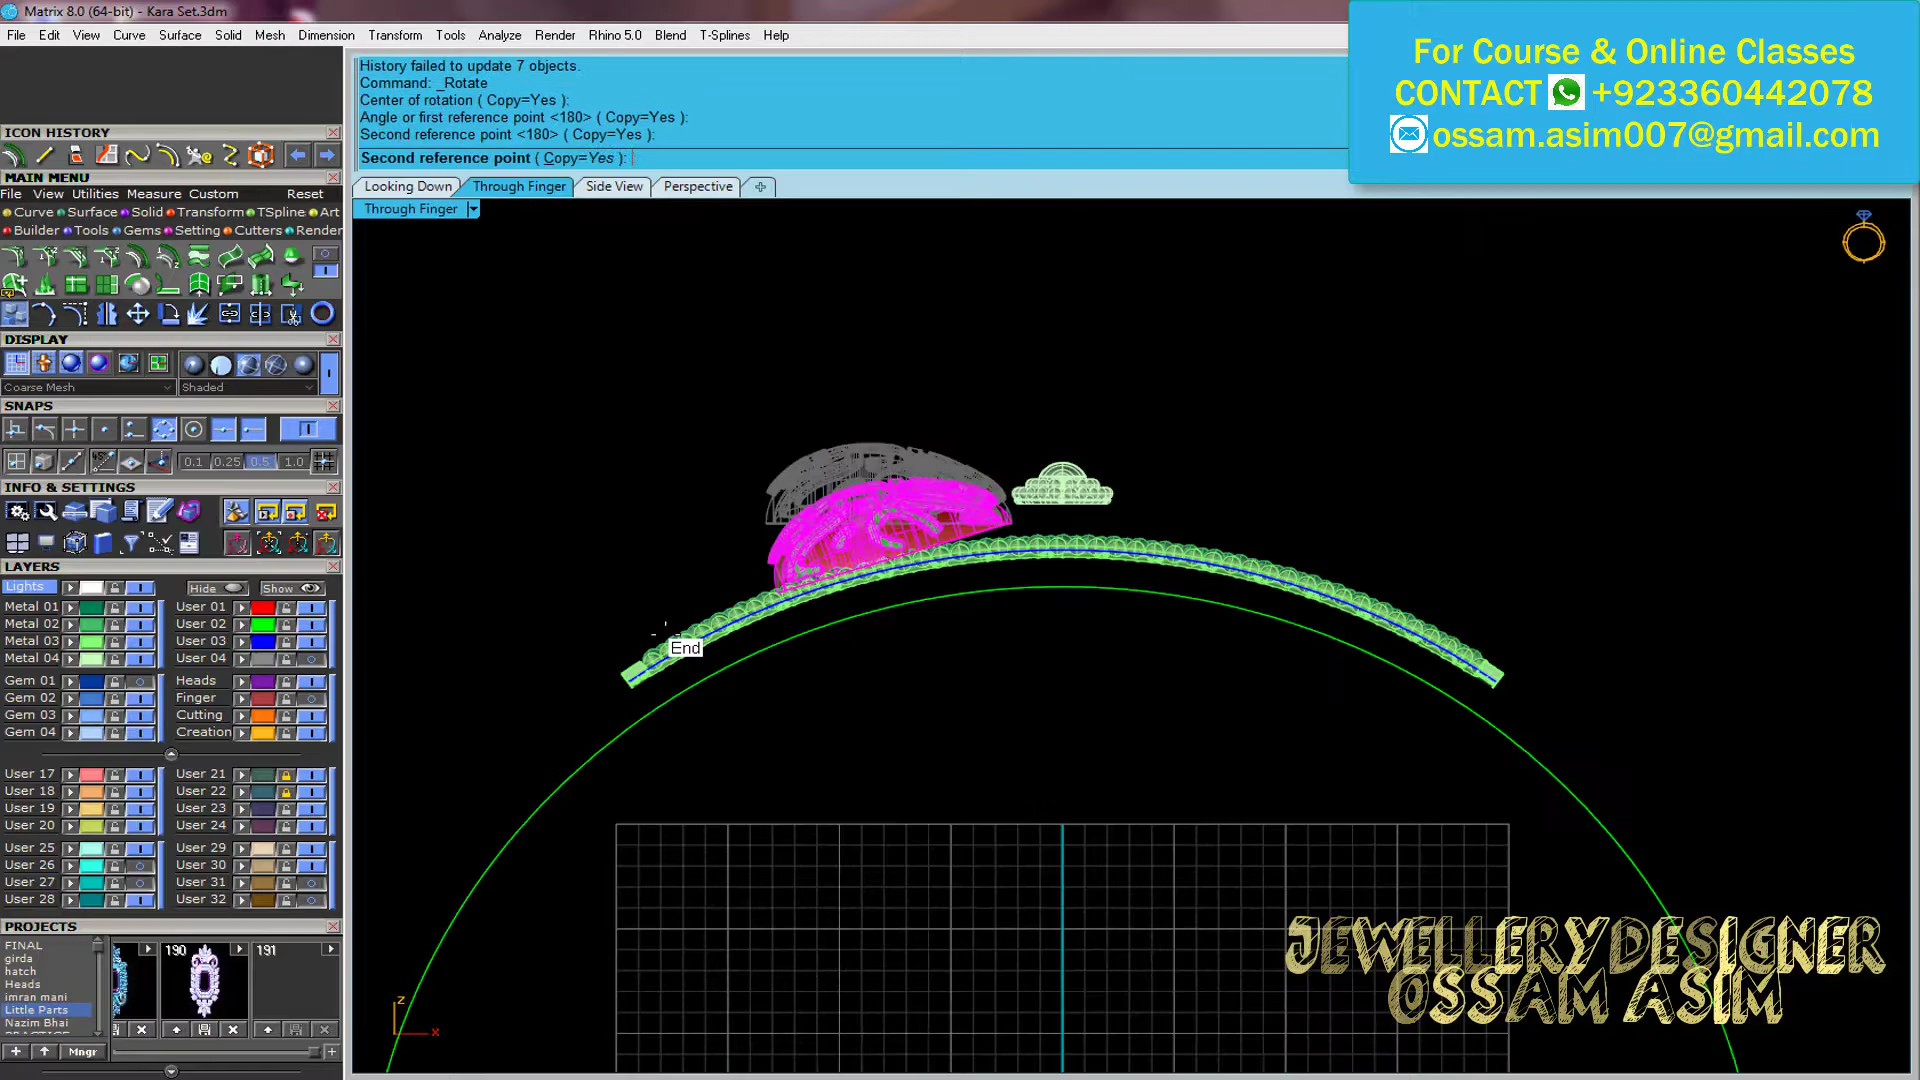 Matrix 8.0 (64-bit) - Kara Set.3dm
File Edit View Curve Surface Solid Mesh Dimension Transform Tools Analyze Render Rhino 5.0 Blend T-Splines Help
For Course & Online Classes
CONTACT +923360442078
ossam.asim007@gmail.com
History failed to update 7 objects.
Command: _Rotate
Center of rotation ( Copy=Yes ):
Angle or first reference point <180> ( Copy=Yes ):
Second reference point <180> ( Copy=Yes ):
Second reference point ( Copy=Yes ):
ICON HISTORY
MAIN MENU
File View Utilities Measure Custom Reset
Curve Surface Solid Transform TSpline Art
Builder Tools Gems Setting Cutters Render
Looking Down Through Finger Side View Perspective
Through Finger
DISPLAY
Coarse Mesh Shaded
SNAPS
0.1 0.25 0.5 1.0
INFO & SETTINGS
LAYERS
Lights Hide Show
Metal 01 User 01
Metal 02 User 02
Metal 03 User 03
Metal 04 User 04
Gem 01 Heads
Gem 02 Finger
Gem 03 Cutting
Gem 04 Creation
User 17 User 21
User 18 User 22
User 19 User 23
User 20 User 24
User 25 User 29
User 26 User 30
User 27 User 31
User 28 User 32
PROJECTS
FINAL
girda
hatch
Heads
imran mani
Little Parts
Nazim Bhai
190 191
Mngr
End
z
x
JEWELLERYDESIGNER
OSSAM ASIM